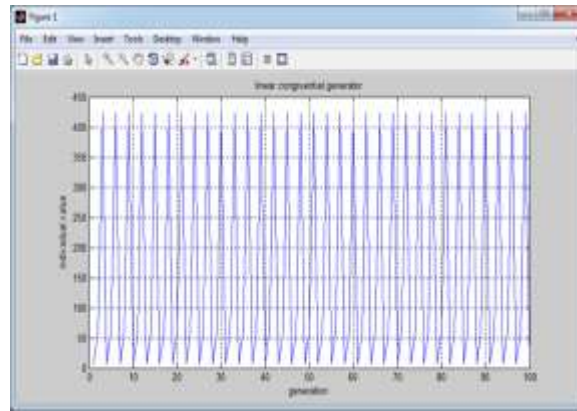 Figure 1
File Edit View Insert Tools Desktop Window Help
linear congruential generator
450
400
350
300
250
200
150
100
50
0
0 10 20 30 40 50 60 70 80 90 100
generation